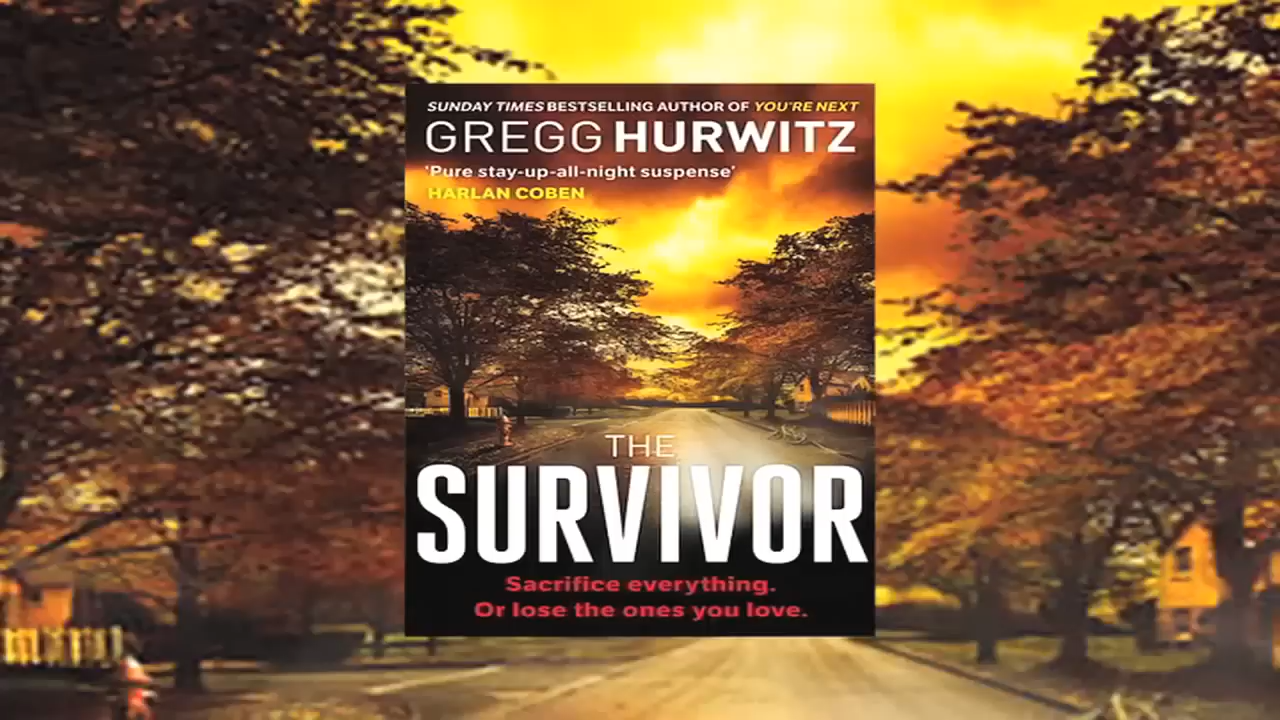 SUNDAY TIMES BESTSELLING AUTHOR OF YOU'RE NEXT
GREGG HURWITZ
'Pure stay-up-all-night suspense'
HARLAN COBEN
THE
SURVIVOR
Sacrifice everything.
Or lose the ones you love.